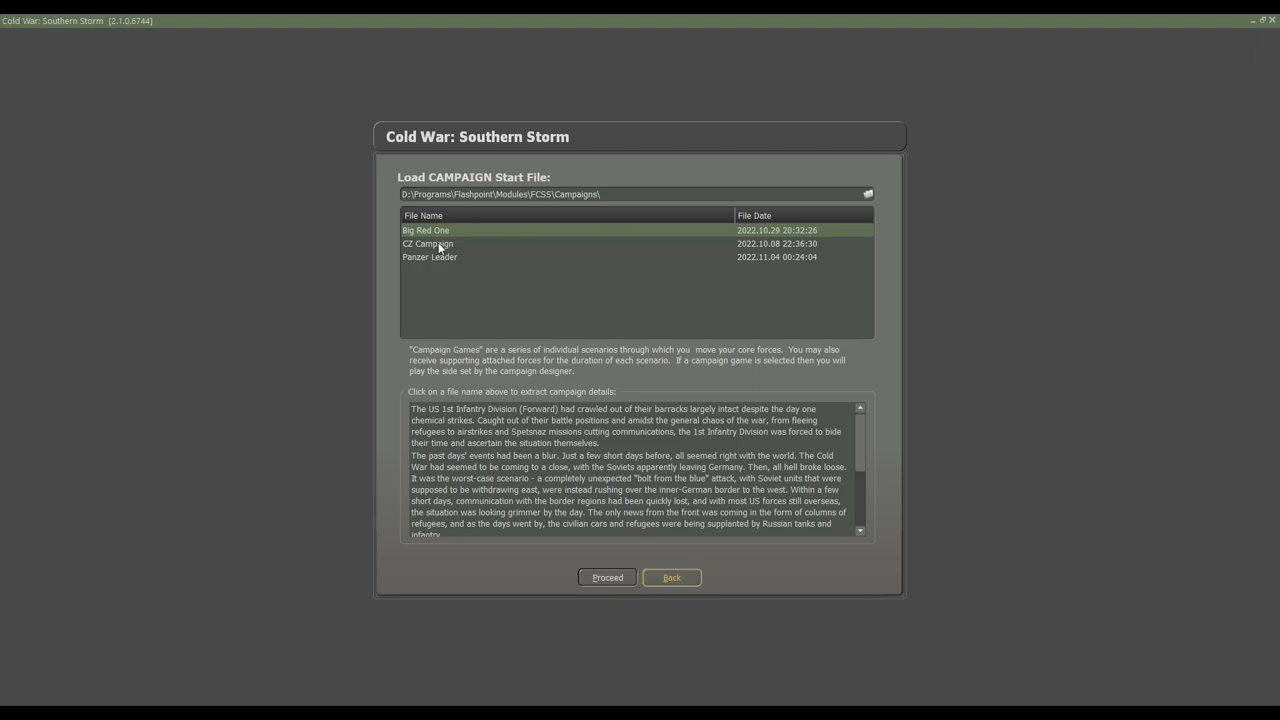 Cold War: Southern Storm [2.1.0.6744]
Cold War: Southern Storm
Load CAMPAIGN Start File:
D:\Programs\Flashpoint\Modules\FCSS\Campaigns\
File Name File Date
Big Red One 2022.10.29 20:32:26
CZ Campaign 2022.10.08 22:36:30
Panzer Leader 2022.11.04 00:24:04
"Campaign Games" are a series of individual scenarios through which you move your core forces. You may also
receive supporting attached forces for the duration of each scenario. If a campaign game is selected then you will
play the side set by the campaign designer.
Click on a file name above to extract campaign details:
The US 1st Infantry Division (Forward) had crawled out of their barracks largely intact despite the day one
chemical strikes. Caught out of their battle positions and amidst the general chaos of the war, from fleeing
refugees to airstrikes and Spetsnaz missions cutting communications, the 1st Infantry Division was forced to bide
their time and ascertain the situation themselves.
The past days' events had been a blur. Just a few short days before, all seemed right with the world. The Cold
War had seemed to be coming to a close, with the Soviets apparently leaving Germany. Then, all hell broke loose.
It was the worst-case scenario - a completely unexpected "bolt from the blue" attack, with Soviet units that were
supposed to be withdrawing east, were instead rushing over the inner-German border to the west. Within a few
short days, communication with the border regions had been quickly lost, and with most US forces still overseas,
the situation was looking grimmer by the day. The only news from the front was coming in the form of columns of
refugees, and as the days went by, the civilian cars and refugees were being supplanted by Russian tanks and
infantry.
Proceed Back